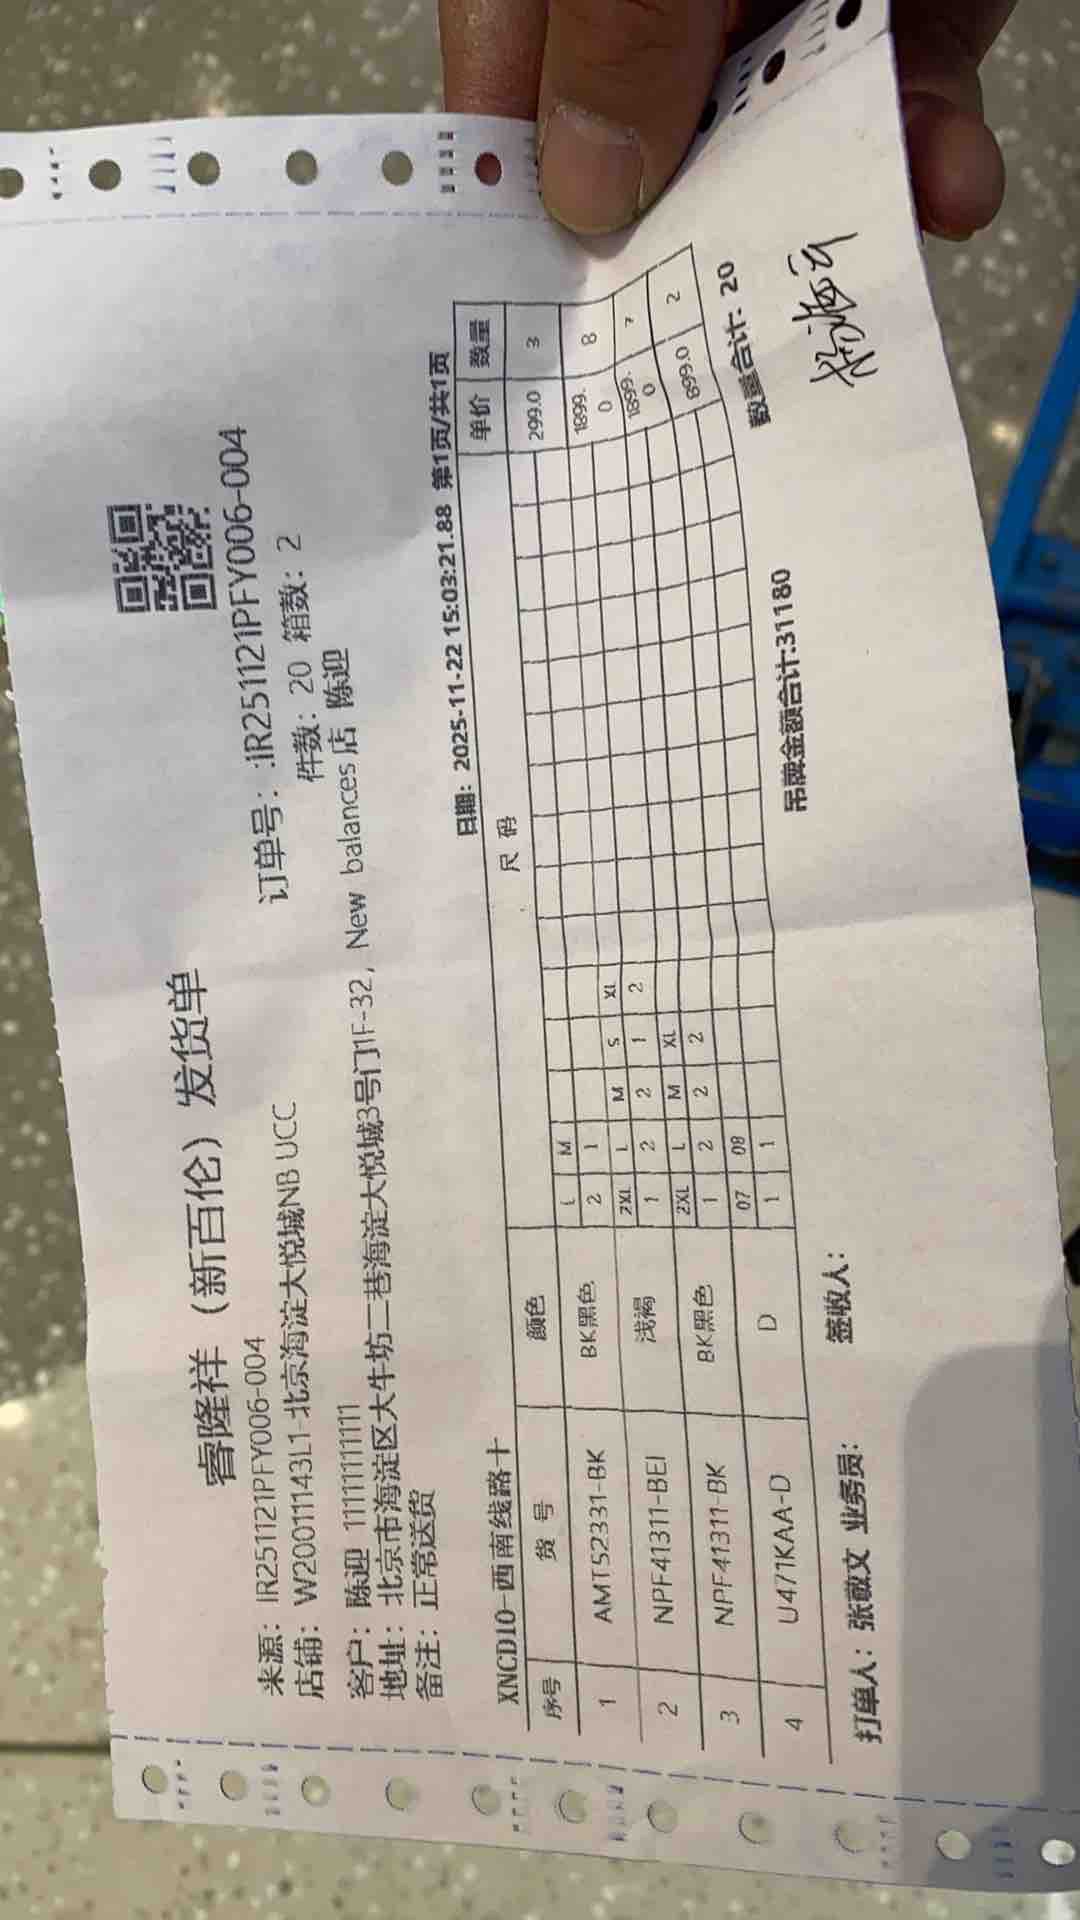 睿隆祥（新百伦）发货单
来源：IR251121PFY006-004 订单号：:IR251121PFY006-004
店铺：W2001143L1-北京海淀大悦城NB UCC 件数：20 箱数：2
客户：陈迎 11111111111
地址：北京市海淀区大牛坊二巷海淀大悦城3号门1F-32，New balances店 陈迎
备注：正常送货
XNCD10-西南线路十 日期：2025-11-22 15:03:21.88 第1页/共1页
序号 货 号 颜色 尺 码 单价 数量
L M
1 AMT52331-BK BK黑色 2 1 299.0 3
2XL L M S XL
2 NPF41311-BEI 浅褐 1 2 2 1 2 1899.0 8
2XL L M XL
3 NPF41311-BK BK黑色 1 2 2 2 1899.0 7
07 08
4 U471KAA-D D 1 1 899.0 2
打单人：张敬文 业务员： 签收人： 吊牌金额合计:31180 数量合计: 20